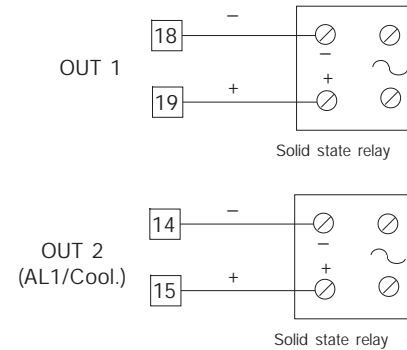 18 −
OUT 1
−
+
19 +
Solid state relay
14 −
OUT 2
(AL1/Cool.)
−
+
15 +
Solid state relay